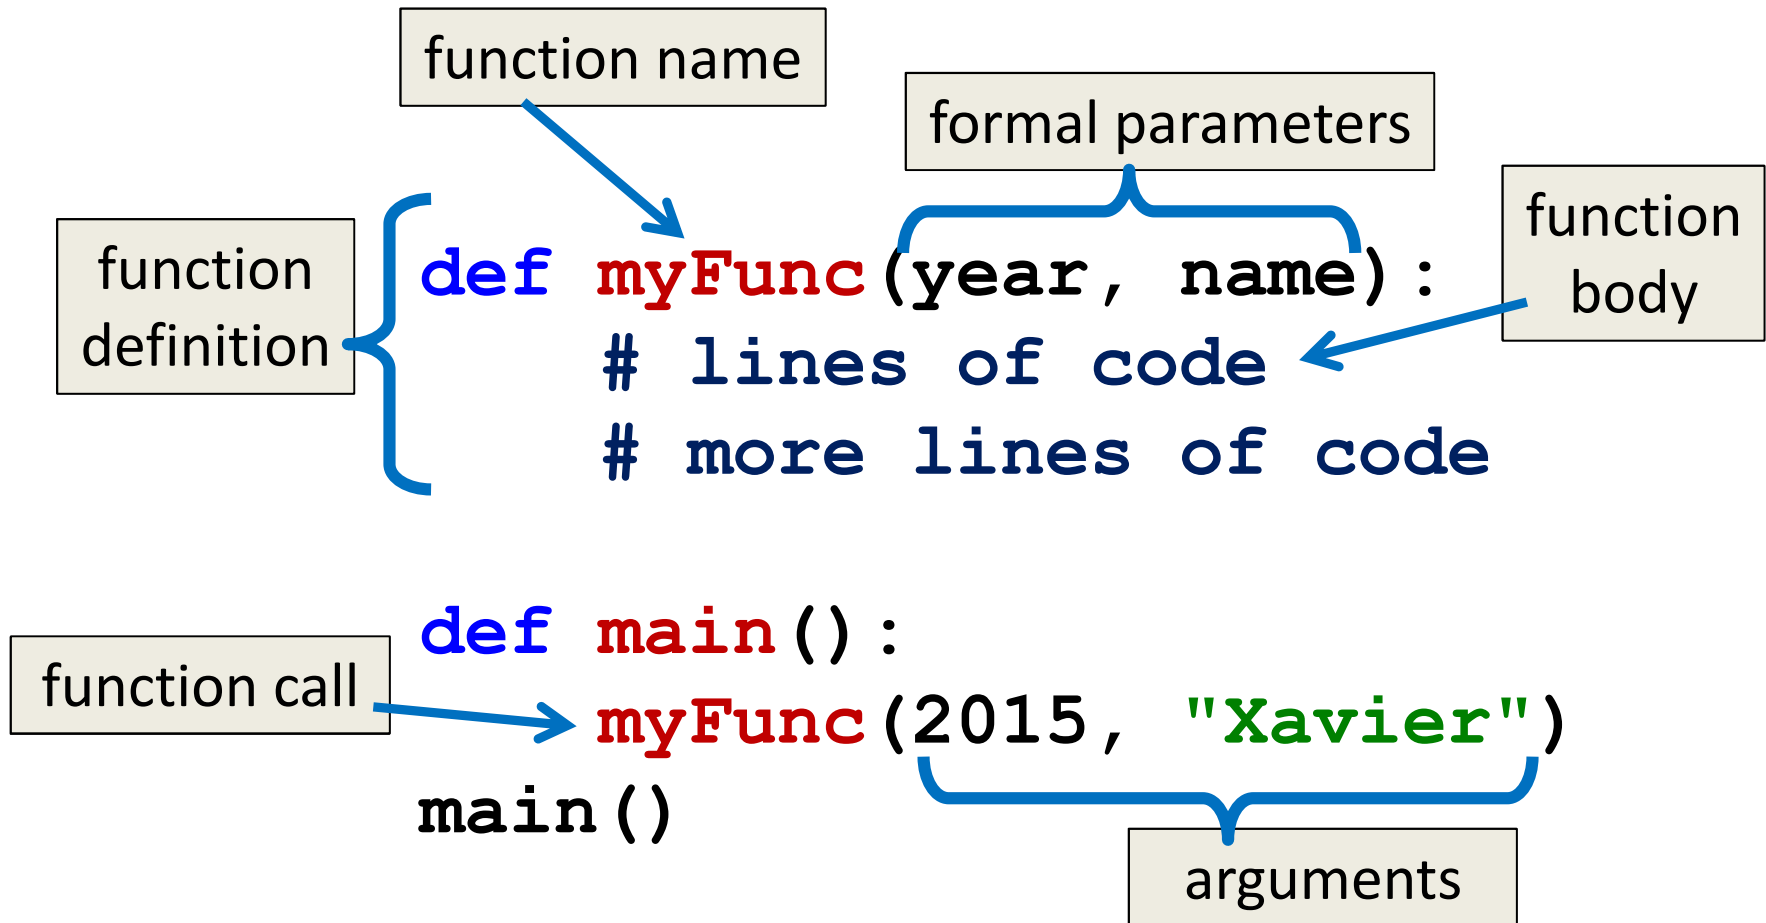 function name
formal parameters
function
body
function
definition
def myFunc(year, name):
# lines of code
# more lines of code
def main():
function call
myFunc(2015, "Xavier")
main()
arguments